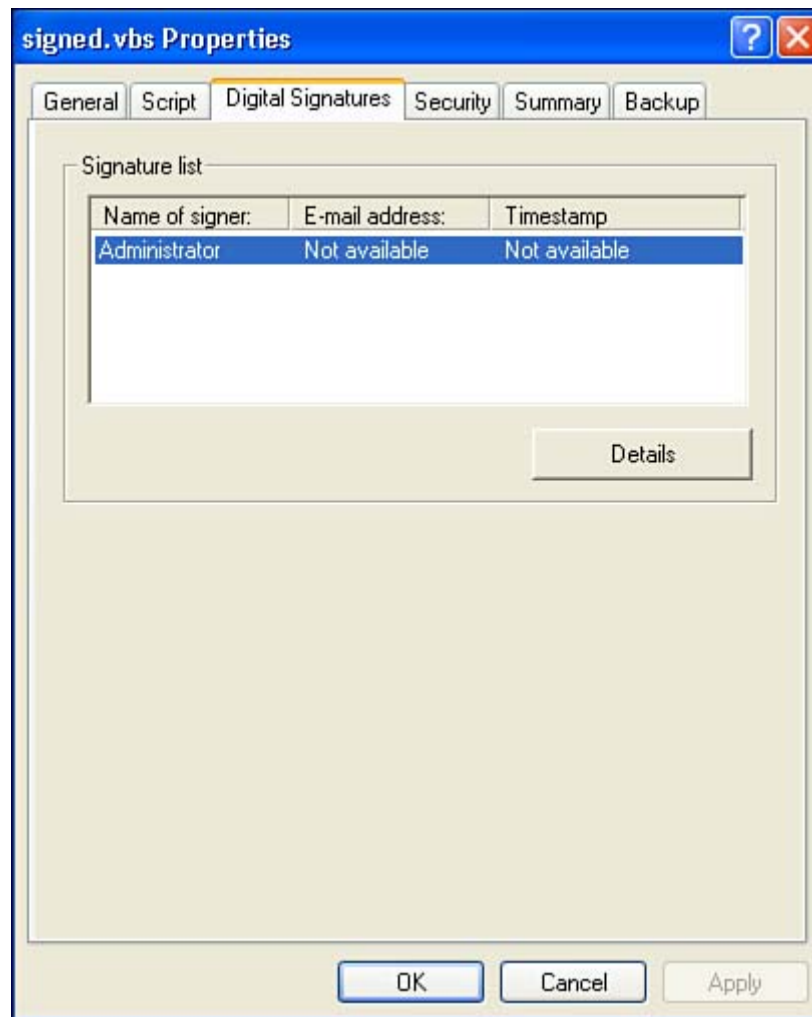 signed.vbs Properties
General Script Digital Signatures Security Summary Backup
Signature list
Name of signer: E-mail address: Timestamp
Administrator Not available Not available
Details
OK Cancel Apply